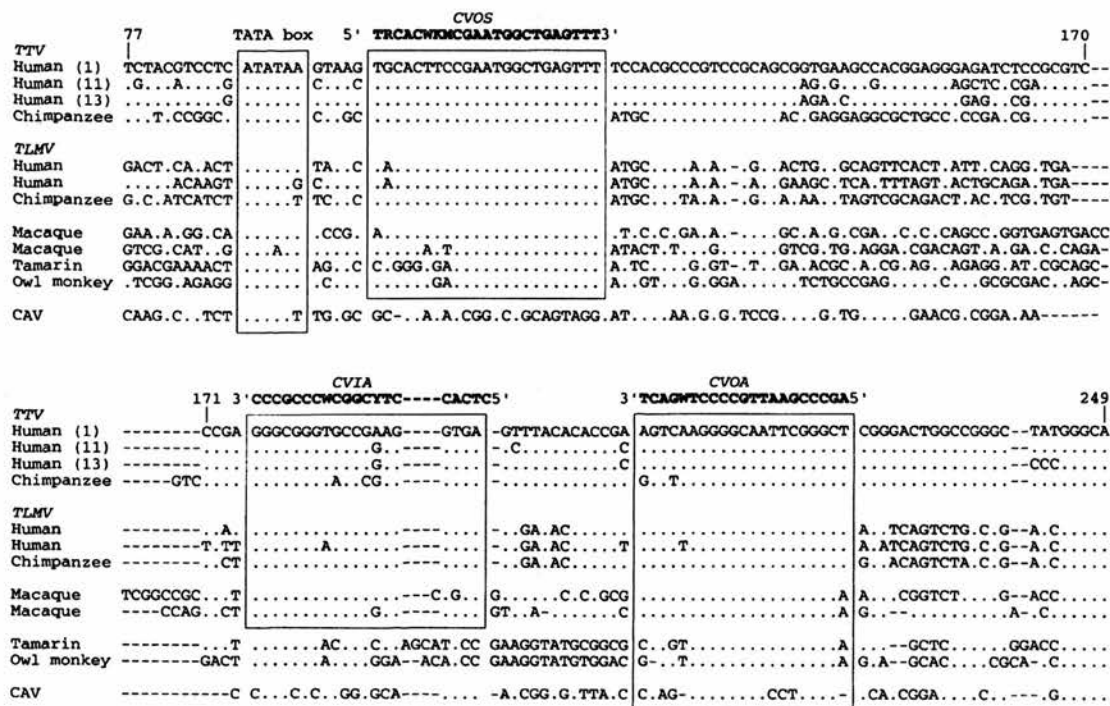 CVOS
77 TATA box 5' TRCACWKMCGAATGGCTGAGTTT3' 170
TTV
Human (1) TCTACGTCCTC ATATAA GTAAG TGCACTTCCGAATGGCTGAGTTT TCCACGCCCGTCCGCAGCGGTGAAGCCACGGAGGGAGATCTCCGCGTC--
Human (11) .G...A....G ...... C...C ....................... ....................AG.G...G.......AGCTC.CGA......--
Human (13) ..........G ...... ..... ....................... ....................AGA.C...........GAG..CG......--
Chimpanzee ...T.CCGGC. ...... C..GC ....................... ATGC..............AC.GAGGAGGCGCTGCC.CCGA.CG......--
TLMV
Human GACT.CA.ACT ...... TA..C .A..................... ATGC....A.A.-.G..ACTG..GCAGTTCACT.ATT.CAGG.TGA----
Human .....ACAAGT .....G C.... .A..................... ATGC....A.A.-.A.GAAGC.TCA.TTTAGT.ACTGCAGA.TGA----
Chimpanzee G.C.ATCATCT .....T TC..C ....................... ATGC...TA.A.-.G..A.AA..TAGTCGCAGACT.AC.TCG.TGT----
Macaque GAA.A.GG.CA ...... .CCG. A...................... .T.C.C.GA.A...GC.A.G.CGA..C.C.CAGCC.GGTGAGTGACC
Macaque GTCG.CAT..G ...A.. ..... .....A.T............... ATACT.T..G....GTCG.TG.AGGA.CGACAGT.AGA.C.CAGA-
Tamarin GGACGAAAACT ...... AG..C C.GGG.GA............... A.TC....G.GT-.T..GA.ACGC.A.CG.AG..AGAGG.AT.CGCAGC-
Owl monkey .TCGG.AGAGG ...... .C... ......GA............... A..GT...G.GGA.....TCTGCCGAG.....C...GCGCGAC..AGC-
CAV CAAG.C..TCT .....T TG.GC GC-..A.A.CGG.C.GCAGTAGG .AT....AA.G.G.TCCG....G.TG....GAACG.CGGA.AA------
CVIA CVOA
171 3'CCCGCCCWCGGCYTC----CACTC5' 3'TCAGWTCCCCGTTAAGCCCGA5' 249
TTV
Human (1) --------CCGA GGGCGGGTGCCGAAG----GTGA -GTTTACACACCGA AGTCAAGGGGCAATTCGGGCT CGGGACTGGCCGGGC--TATGGGCA
Human (11) --------.... ............G..----.... -..C..........C ..................... ...............--........
Human (13) --------.... ............G..----.... -.............C ..................... ...............--.CCC....
Chimpanzee -----GTC.... ........A..CG..----.... -............. G..T................. ...............--........
TLMV
Human --------..A. ...............----.... -...GA.AC..... ..................... A..TCAGTCTG.C.G--A.C.....
Human -------T.TT .......A.......----.... -...GA.AC.....T ....T................ A.ATCAGTCTG.C.G--A.C.....
Chimpanzee --------..CT ...............----.... -...GA.AC..... ..................... G..ACAGTCTA.C.G--A.C.....
Macaque TCGGCCGC...T ...............---C.G.. G......C.C.GCG ....................A A..CGGTCT....G--ACC.....
Macaque ----CCAG..CT ............G..----.... GT..A-.......C ....................A G..--.........A-.C.....
Tamarin --------...T .......AC...C..AGCAT.CC GAAGGTATGCGGCG C..GT...............A ...--GCTC......GGACC....
Owl monkey -------GACT .......A...GGA--ACA.CC GAAGGTATGTGGAC G-..T...............A G.A--GCAC....CGCA-.C....
CAV ----------C C...C.C..GG.GCA----.... -A.CGG.G.TTA.C C.AG-........CCT.....- .CA.CGGA....C....---.G....